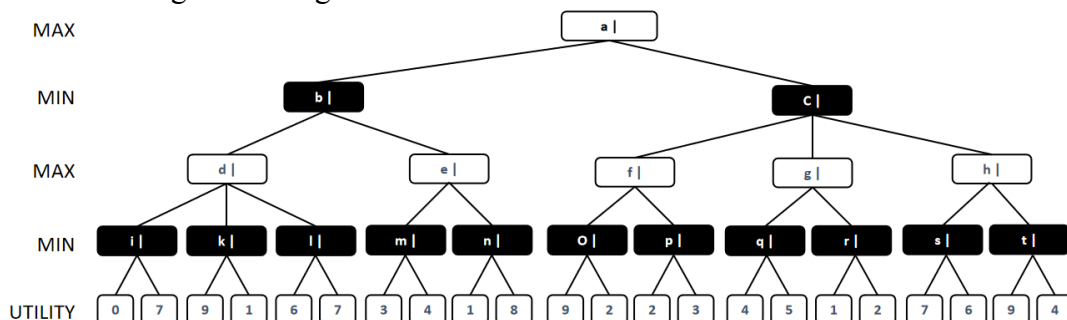 MAX a |
MIN b | C |
MAX d | e | f | g | h |
MIN i | k | l | m | n | O | p | q | r | s | t |
UTILITY 0 7 9 1 6 7 3 4 1 8 9 2 2 3 4 5 1 2 7 6 9 4